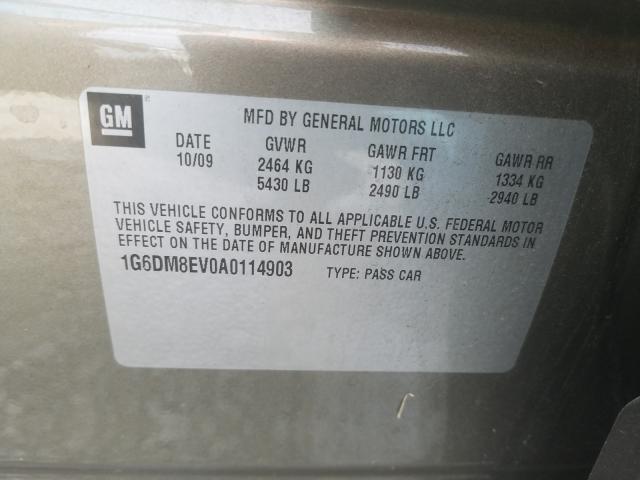 GM
MFD BY GENERAL MOTORS LLC
DATE GVWR GAWR FRT GAWR RR
10/09 2464 KG 1130 KG 1334 KG
5430 LB 2490 LB 2940 LB
THIS VEHICLE CONFORMS TO ALL APPLICABLE U.S. FEDERAL MOTOR
VEHICLE SAFETY, BUMPER, AND THEFT PREVENTION STANDARDS IN
EFFECT ON THE DATE OF MANUFACTURE SHOWN ABOVE.
1G6DM8EV0A0114903 TYPE: PASS CAR